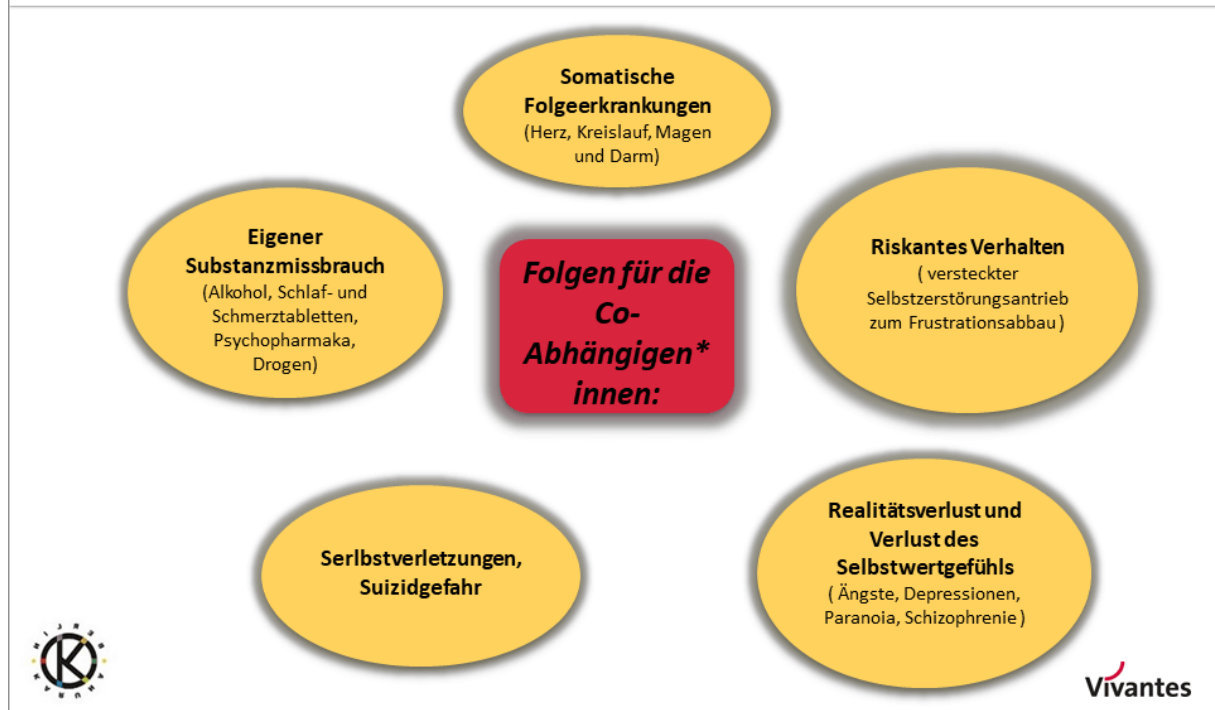 Somatische
Folgeerkrankungen
(Herz, Kreislauf, Magen
und Darm)
Eigener
Substanzmissbrauch
(Alkohol, Schlaf- und
Schmerztabletten,
Psychopharmaka,
Drogen)
Folgen für die
Co-
Abhängigen*
innen:
Riskantes Verhalten
( versteckter
Selbstzerstörungsantrieb
zum Frustrationsabbau )
Serlbstverletzungen,
Suizidgefahr
Realitätsverlust und
Verlust des
Selbstwertgefühls
( Ängste, Depressionen,
Paranoia, Schizophrenie )
K
Vivantes